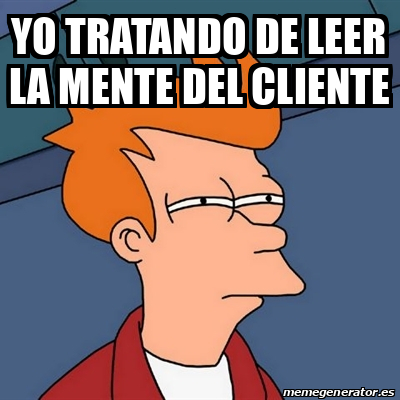 YO TRATANDO DE LEER
LA MENTE DEL CLIENTE
memegenerator.es